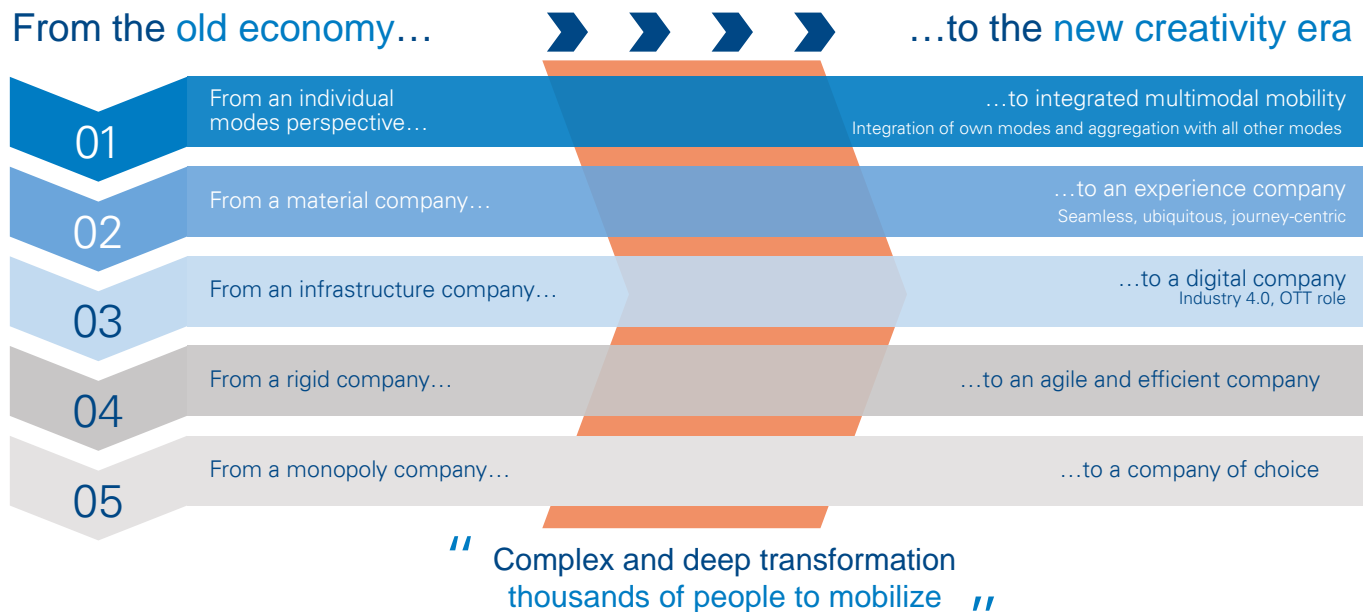 From the old economy… …to the new creativity era
01
From an individual
modes perspective…
…to integrated multimodal mobility
Integration of own modes and aggregation with all other modes
02
From a material company…
…to an experience company
Seamless, ubiquitous, journey-centric
03
From an infrastructure company…
…to a digital company
Industry 4.0, OTT role
04
From a rigid company…
…to an agile and efficient company
05
From a monopoly company…
…to a company of choice
“ Complex and deep transformation
thousands of people to mobilize ”